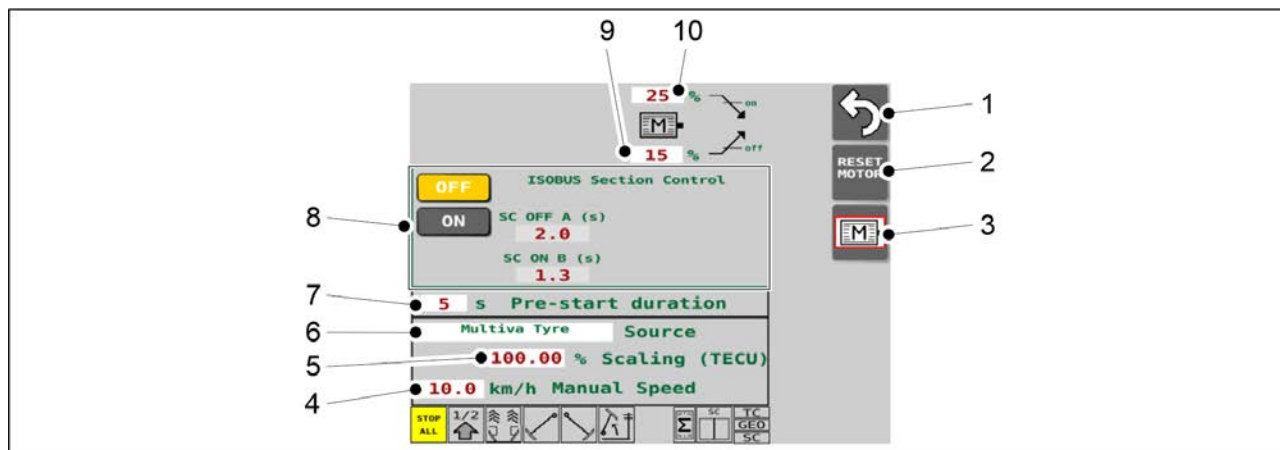 9 10
25 % on
M
15 % off
1
RESET
MOTOR
2
M
3
OFF ISOBUS Section Control
ON SC OFF A (s)
2.0
SC ON B (s)
1.3
8
7
5 s Pre-start duration
6
Multiva Tyre Source
5
100.00 % Scaling (TECU)
4
10.0 km/h Manual Speed
STOP
ALL
1/2
Σ
SC
TC
GEO
SC